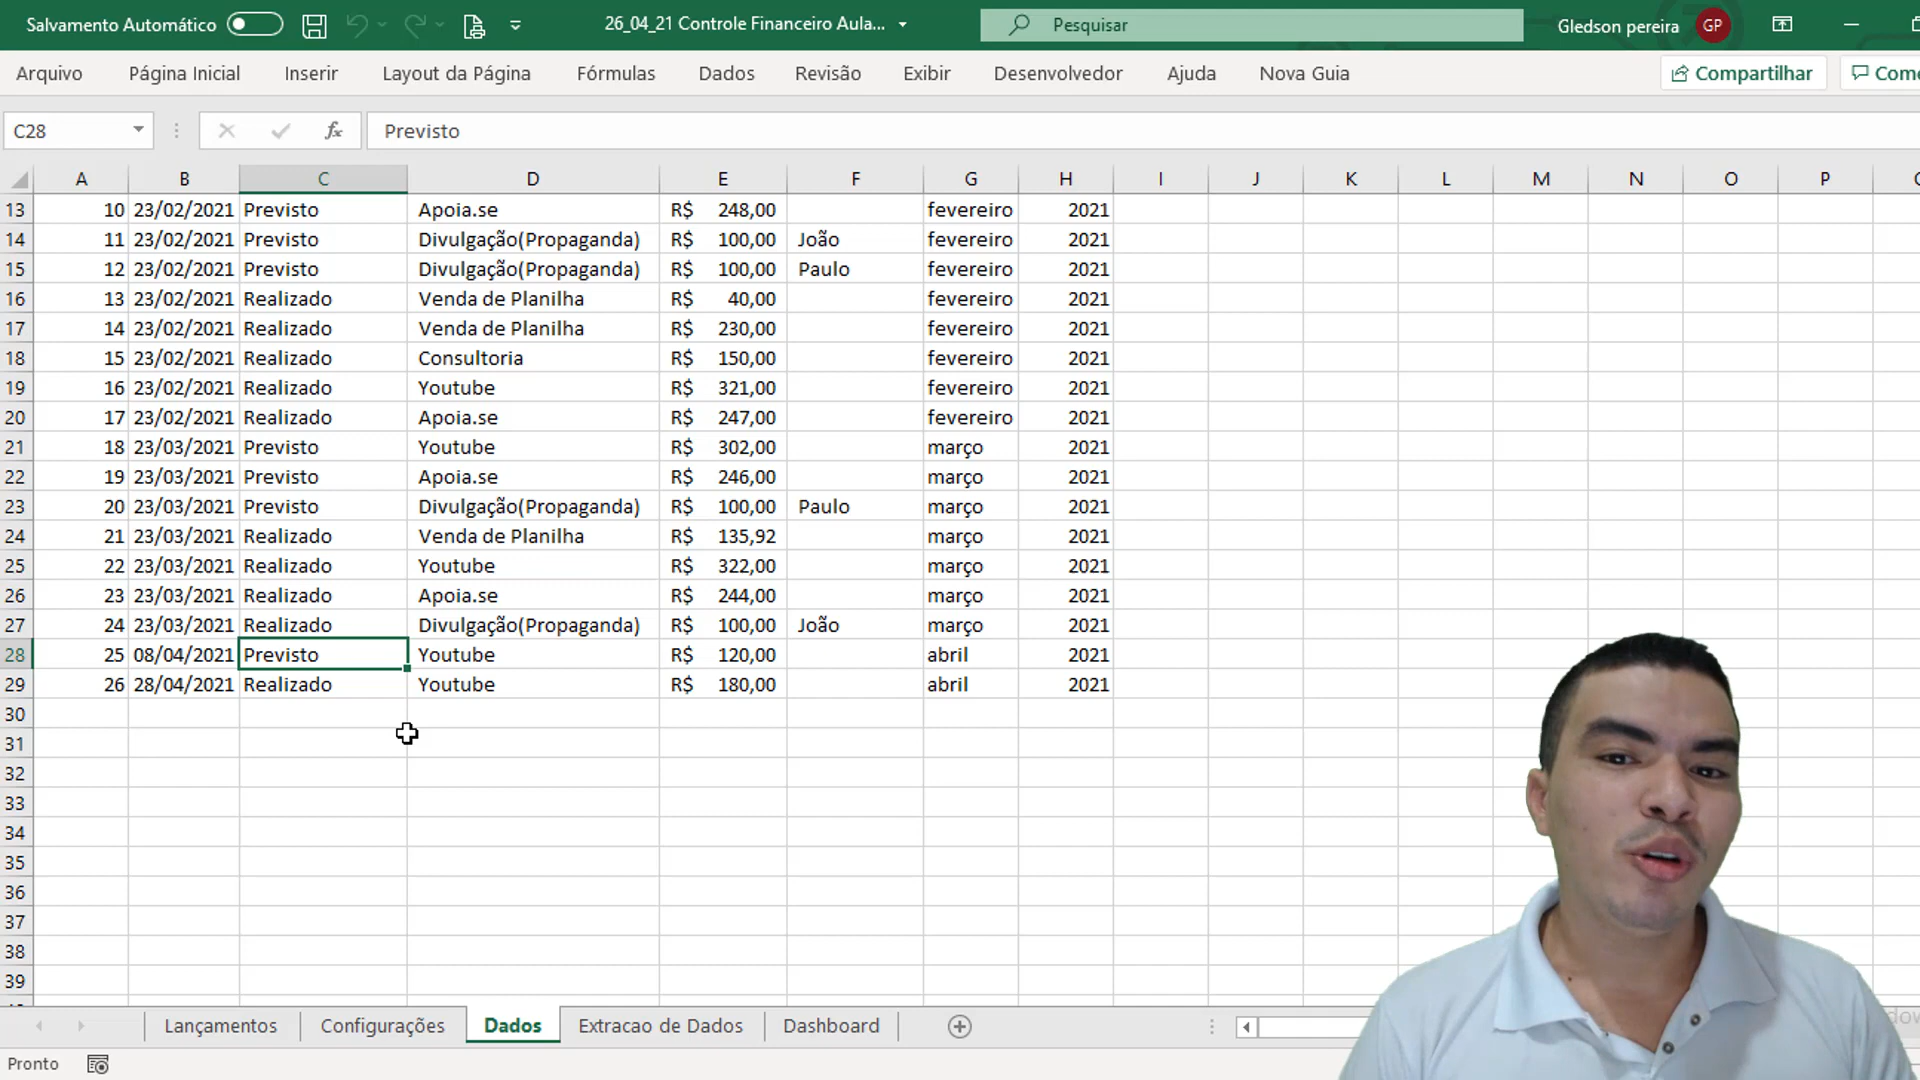 Salvamento Automático 26_04_21 Controle Financeiro Aula... Pesquisar Gledson pereira GP
Arquivo Página Inicial Inserir Layout da Página Fórmulas Dados Revisão Exibir Desenvolvedor Ajuda Nova Guia Compartilhar Come
C28 fx Previsto
A B C D E F G H I J K L M N O P
13 10 23/02/2021 Previsto Apoia.se R$ 248,00 fevereiro 2021
14 11 23/02/2021 Previsto Divulgação(Propaganda) R$ 100,00 João fevereiro 2021
15 12 23/02/2021 Previsto Divulgação(Propaganda) R$ 100,00 Paulo fevereiro 2021
16 13 23/02/2021 Realizado Venda de Planilha R$ 40,00 fevereiro 2021
17 14 23/02/2021 Realizado Venda de Planilha R$ 230,00 fevereiro 2021
18 15 23/02/2021 Realizado Consultoria R$ 150,00 fevereiro 2021
19 16 23/02/2021 Realizado Youtube R$ 321,00 fevereiro 2021
20 17 23/02/2021 Realizado Apoia.se R$ 247,00 fevereiro 2021
21 18 23/03/2021 Previsto Youtube R$ 302,00 março 2021
22 19 23/03/2021 Previsto Apoia.se R$ 246,00 março 2021
23 20 23/03/2021 Previsto Divulgação(Propaganda) R$ 100,00 Paulo março 2021
24 21 23/03/2021 Realizado Venda de Planilha R$ 135,92 março 2021
25 22 23/03/2021 Realizado Youtube R$ 322,00 março 2021
26 23 23/03/2021 Realizado Apoia.se R$ 244,00 março 2021
27 24 23/03/2021 Realizado Divulgação(Propaganda) R$ 100,00 João março 2021
28 25 08/04/2021 Previsto Youtube R$ 120,00 abril 2021
29 26 28/04/2021 Realizado Youtube R$ 180,00 abril 2021
30
31
32
33
34
35
36
37
38
39
Lançamentos Configurações Dados Extracao de Dados Dashboard
Pronto